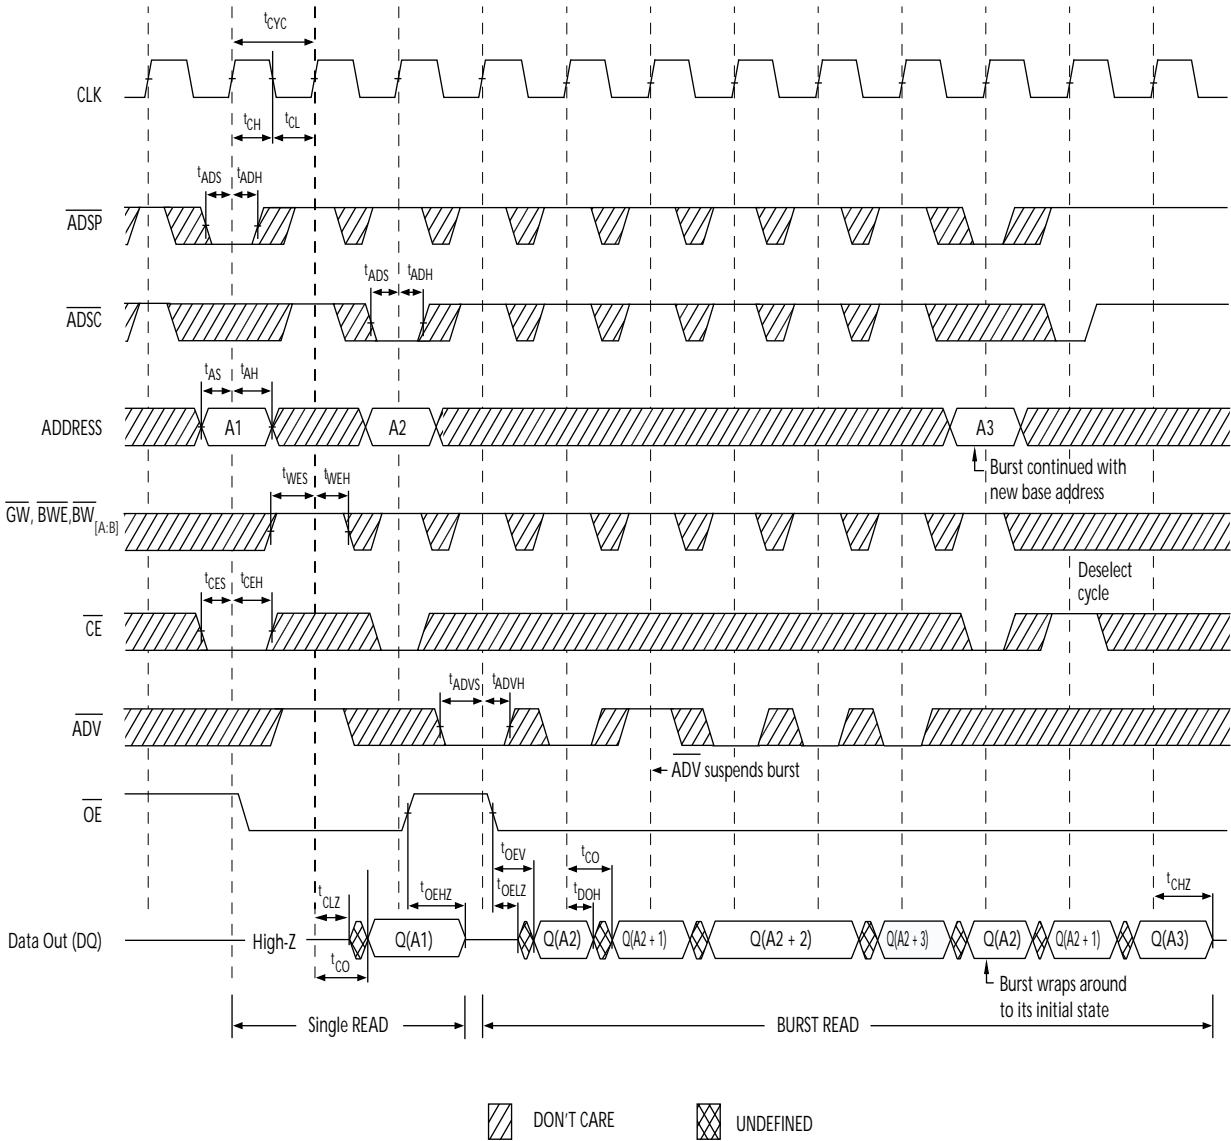 tCYC
CLK
tCH tCL
tADS tADH
ADSP
tADS tADH
ADSC
tAS tAH
ADDRESS A1 A2 A3
Burst continued with
new base address
tWES tWEH
GW, BWE,BW[A:B]
Deselect
cycle
tCES tCEH
CE
tADVS tADVH
ADV
ADV suspends burst
OE
tOEV tCO
tCLZ tOEHZ tOELZ tDOH tCHZ
Data Out (DQ) High-Z Q(A1) Q(A2) Q(A2 + 1) Q(A2 + 2) Q(A2 + 3) Q(A2) Q(A2 + 1) Q(A3)
tCO
Burst wraps around
to its initial state
Single READ BURST READ
DON'T CARE UNDEFINED